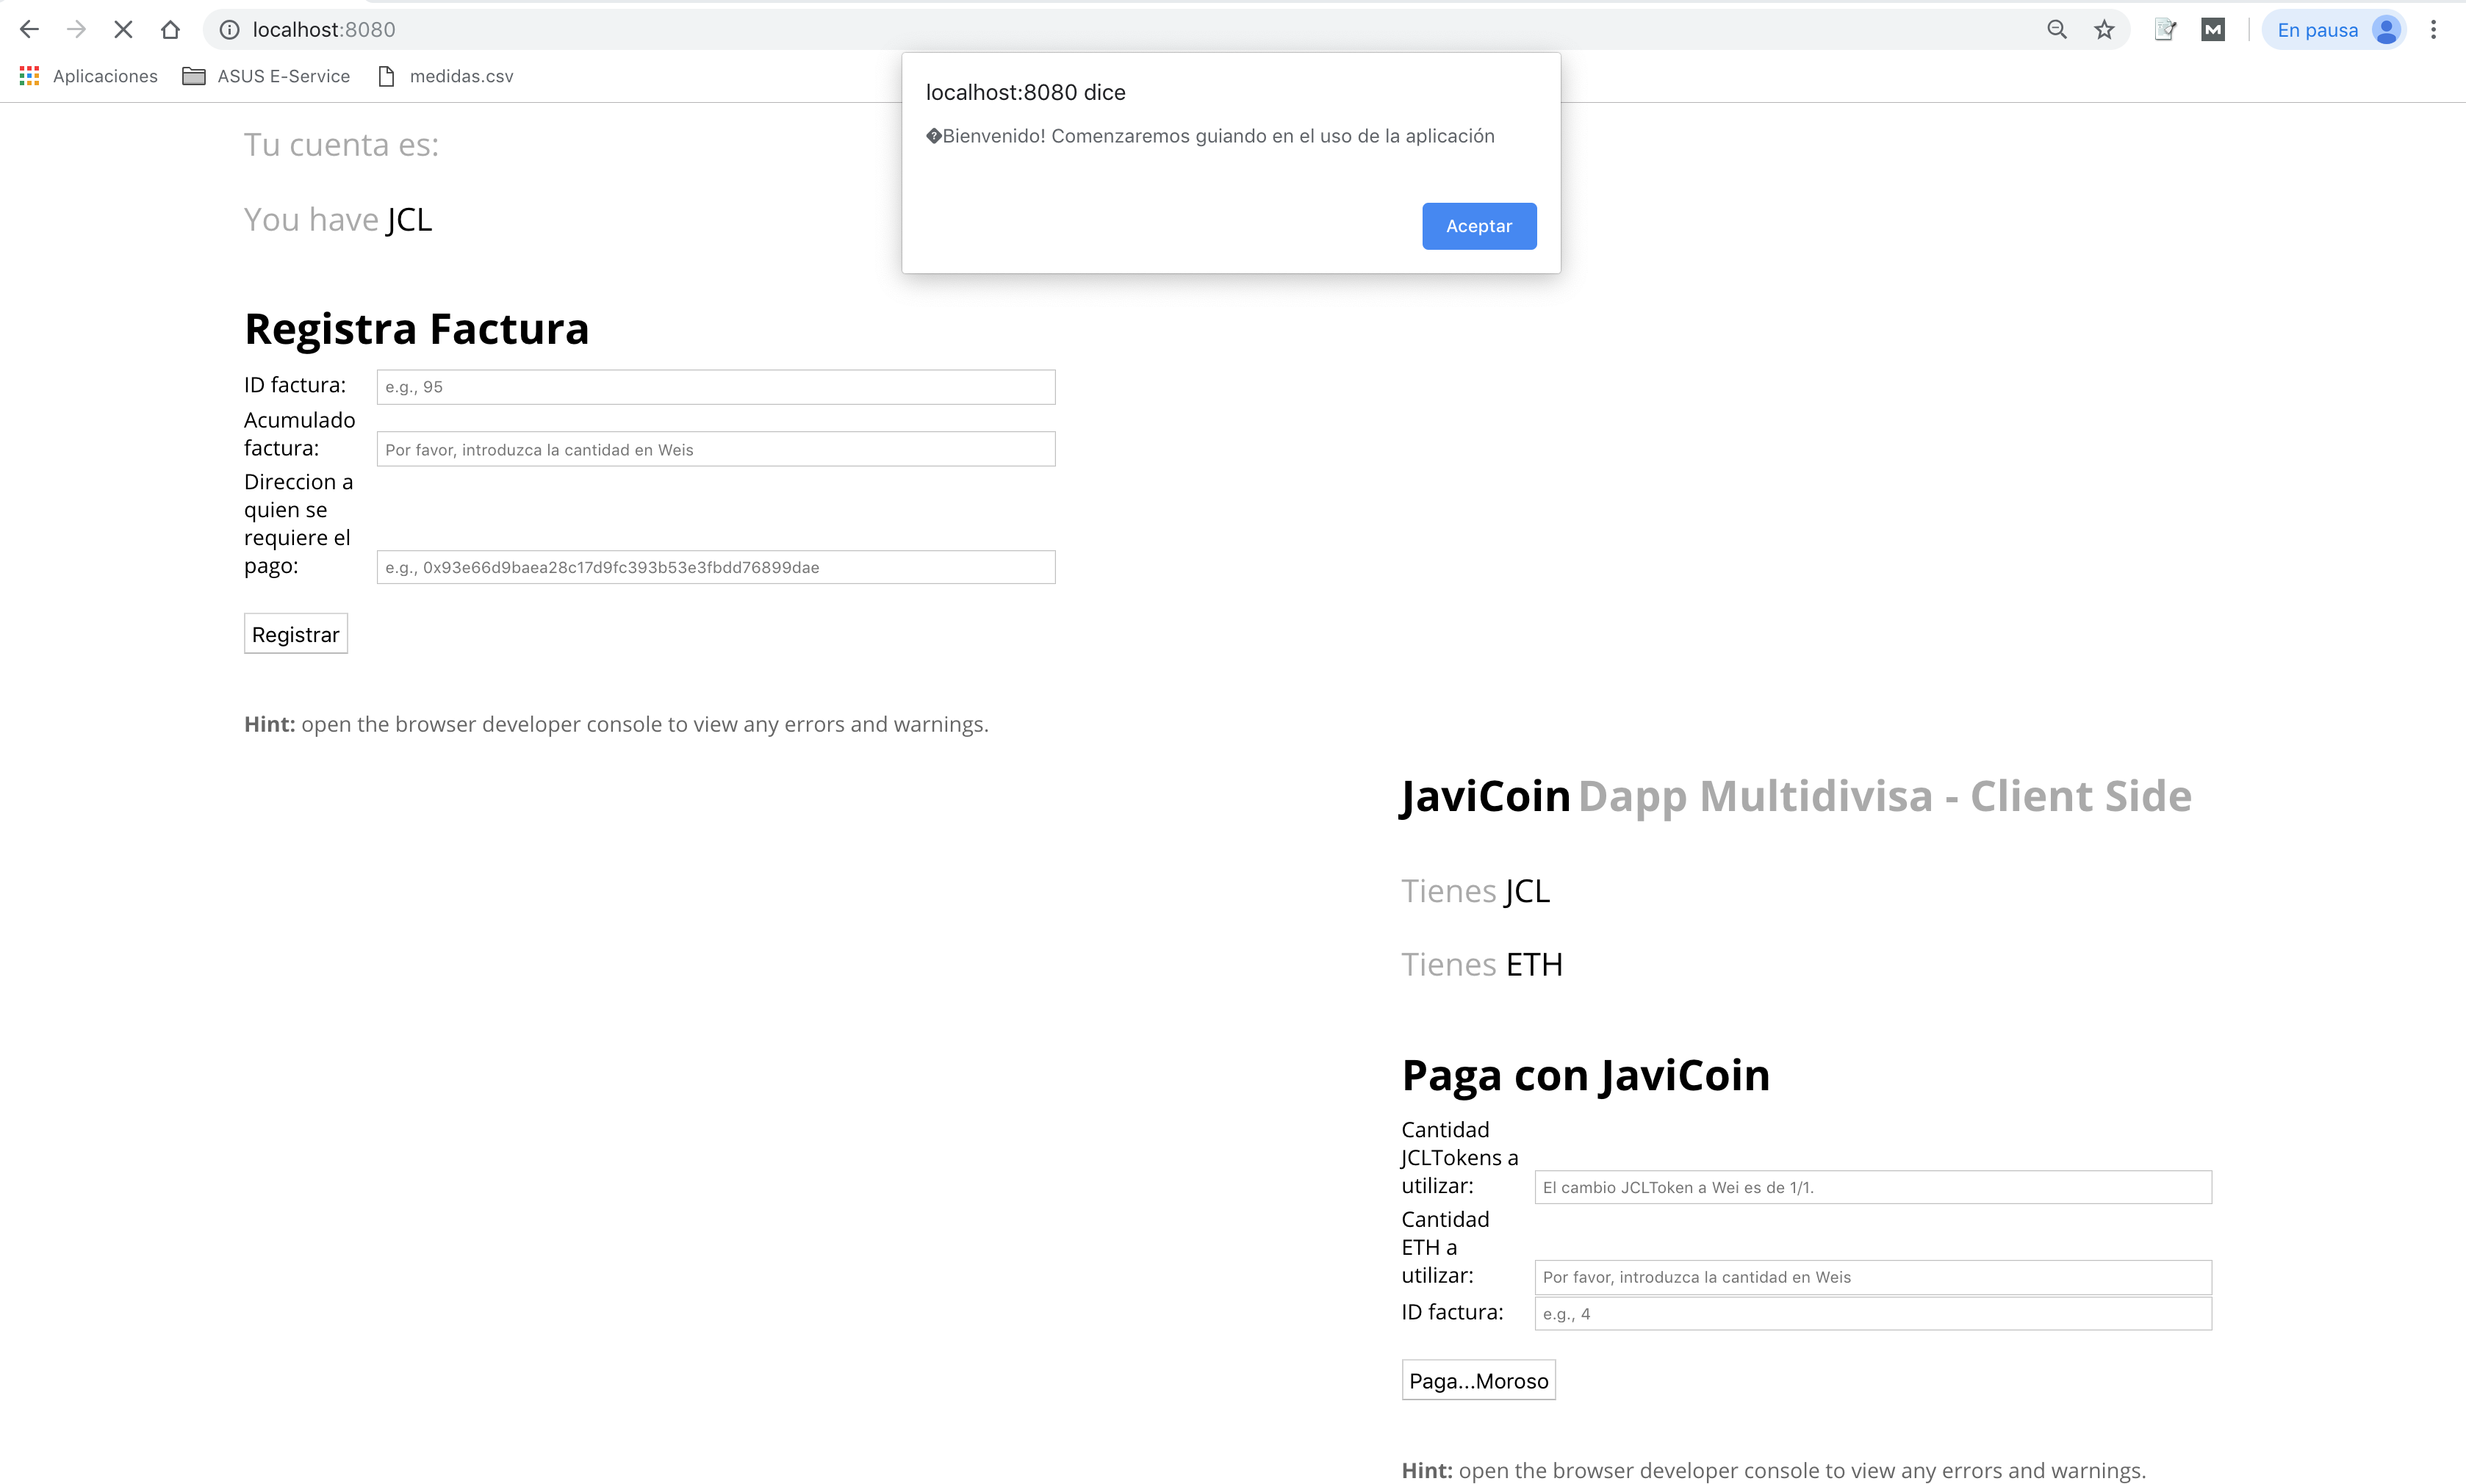 localhost:8080
En pausa
Aplicaciones
ASUS E-Service
medidas.csv
localhost:8080 dice
�Bienvenido! Comenzaremos guiando en el uso de la aplicación
Aceptar
Tu cuenta es:
You have JCL
Registra Factura
ID factura:
e.g., 95
Acumulado
factura:
Por favor, introduzca la cantidad en Weis
Direccion a
quien se
requiere el
pago:
e.g., 0x93e66d9baea28c17d9fc393b53e3fbdd76899dae
Registrar
Hint: open the browser developer console to view any errors and warnings.
JaviCoin Dapp Multidivisa - Client Side
Tienes JCL
Tienes ETH
Paga con JaviCoin
Cantidad
JCLTokens a
utilizar:
El cambio JCLToken a Wei es de 1/1.
Cantidad
ETH a
utilizar:
Por favor, introduzca la cantidad en Weis
ID factura:
e.g., 4
Paga...Moroso
Hint: open the browser developer console to view any errors and warnings.